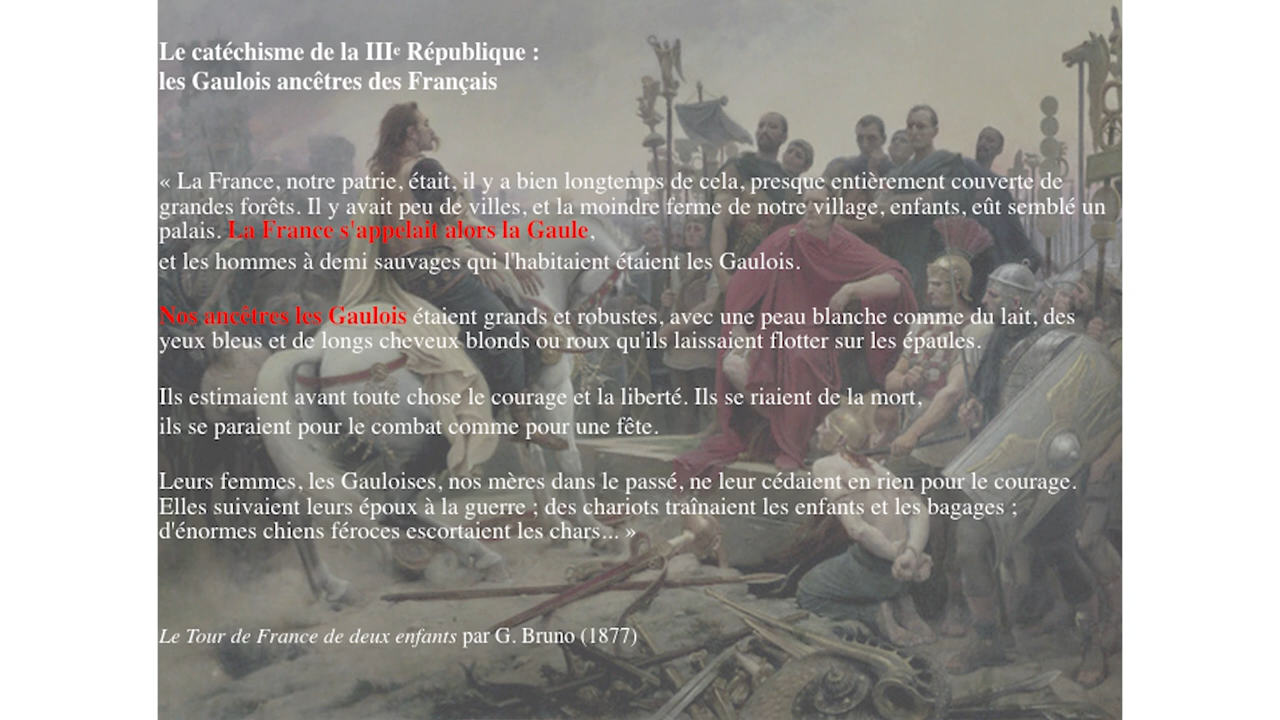 Le catéchisme de la IIIe République :
les Gaulois ancêtres des Français
« La France, notre patrie, était, il y a bien longtemps de cela, presque entièrement couverte de
grandes forêts. Il y avait peu de villes, et la moindre ferme de notre village, enfants, eût semblé un
palais. La France s'appelait alors la Gaule,
et les hommes à demi sauvages qui l'habitaient étaient les Gaulois.
Nos ancêtres les Gaulois étaient grands et robustes, avec une peau blanche comme du lait, des
yeux bleus et de longs cheveux blonds ou roux qu'ils laissaient flotter sur les épaules.
Ils estimaient avant toute chose le courage et la liberté. Ils se riaient de la mort,
ils se paraient pour le combat comme pour une fête.
Leurs femmes, les Gauloises, nos mères dans le passé, ne leur cédaient en rien pour le courage.
Elles suivaient leurs époux à la guerre ; des chariots traînaient les enfants et les bagages ;
d'énormes chiens féroces escortaient les chars... »
Le Tour de France de deux enfants par G. Bruno (1877)